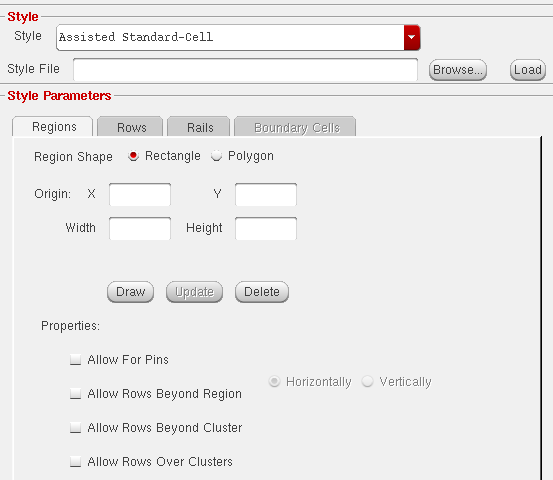 Style
Style Assisted Standard-Cell
Style File Browse... Load
Style Parameters
Regions Rows Rails Boundary Cells
Region Shape Rectangle Polygon
Origin: X Y
Width Height
Draw Update Delete
Properties:
Allow For Pins
Horizontally Vertically
Allow Rows Beyond Region
Allow Rows Beyond Cluster
Allow Rows Over Clusters